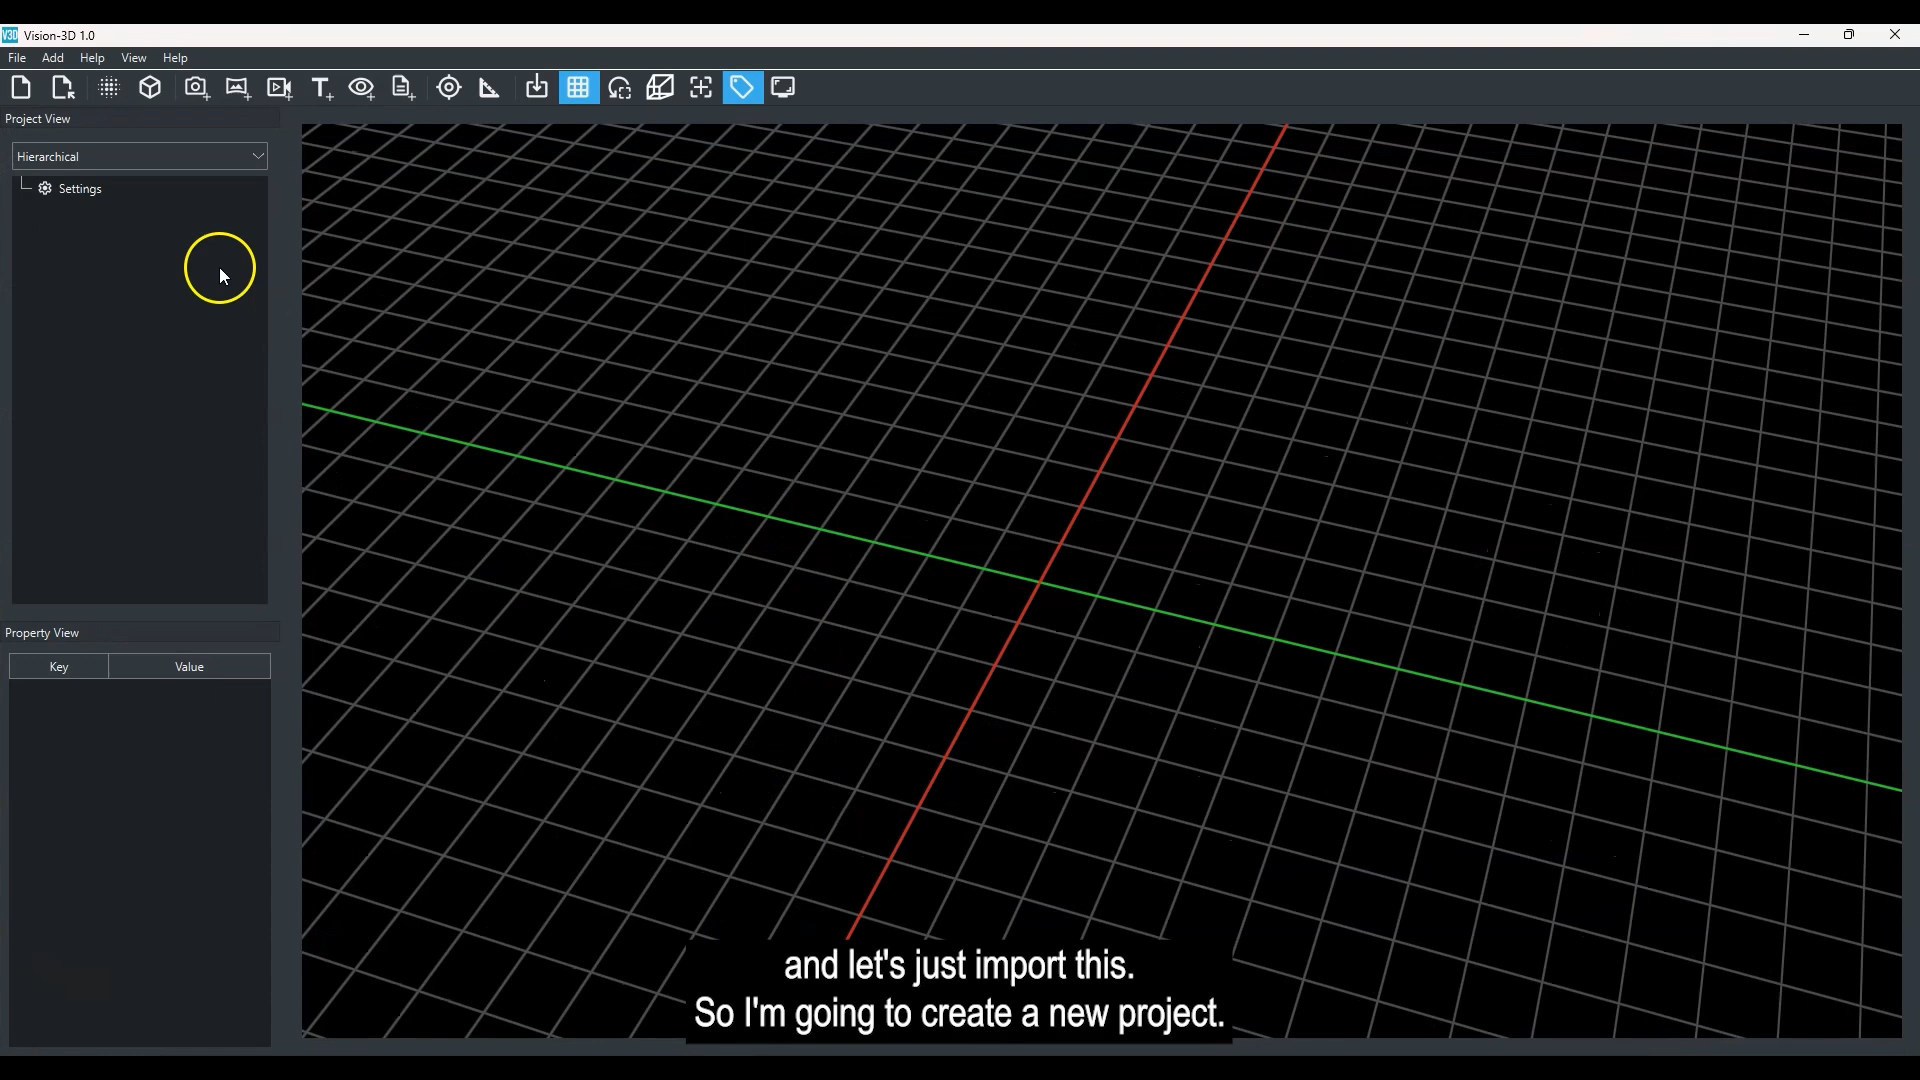 V3D Vision-3D 1.0
File Add Help View Help
Project View
Hierarchical
Settings
Property View
Key Value
and let's just import this.
So I'm going to create a new project.